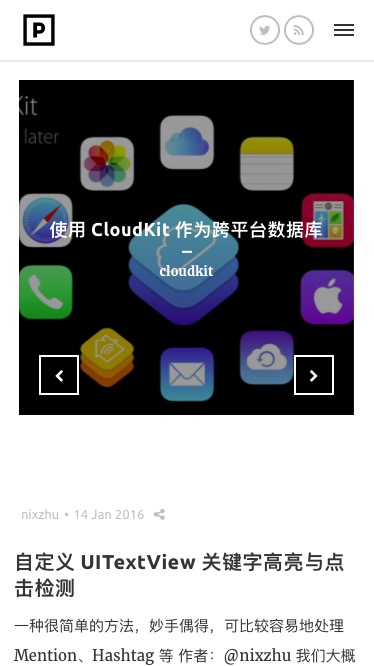 P
Kit
later
使用 CloudKit 作为跨平台数据库
–
cloudkit
nixzhu • 14 Jan 2016
自定义 UITextView 关键字高亮与点
击检测
一种很简单的方法，妙手偶得，可比较容易地处理
Mention、Hashtag 等 作者：@nixzhu 我们大概